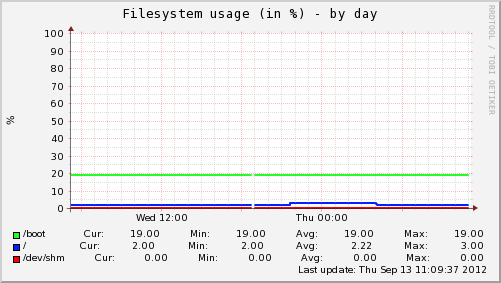 Filesystem usage (in %) - by day
RRDTOOL / TOBI OETIKER
100
90
80
70
60
50
40
30
20
10
0
%
Wed 12:00 Thu 00:00
/boot Cur: 19.00 Min: 19.00 Avg: 19.00 Max: 19.00
/ Cur: 2.00 Min: 2.00 Avg: 2.22 Max: 3.00
/dev/shm Cur: 0.00 Min: 0.00 Avg: 0.00 Max: 0.00
Last update: Thu Sep 13 11:09:37 2012